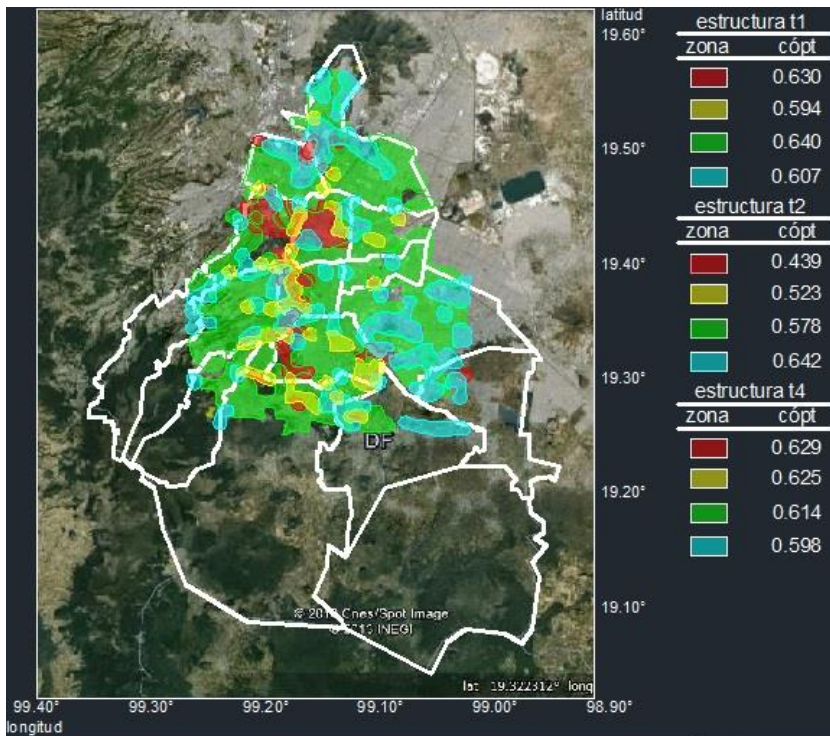 latitud
19.60°
19.50°
19.40°
19.30°
19.20°
19.10°
estructura t1
zona cópt
0.630
0.594
0.640
0.607
estructura t2
zona cópt
0.439
0.523
0.578
0.642
estructura t4
zona cópt
0.629
0.625
0.614
0.598
DF
Cnes/Spot Image
INEGI
lat 19.322312° long
99.40° 99.30° 99.20° 99.10° 99.00° 98.90°
longitud